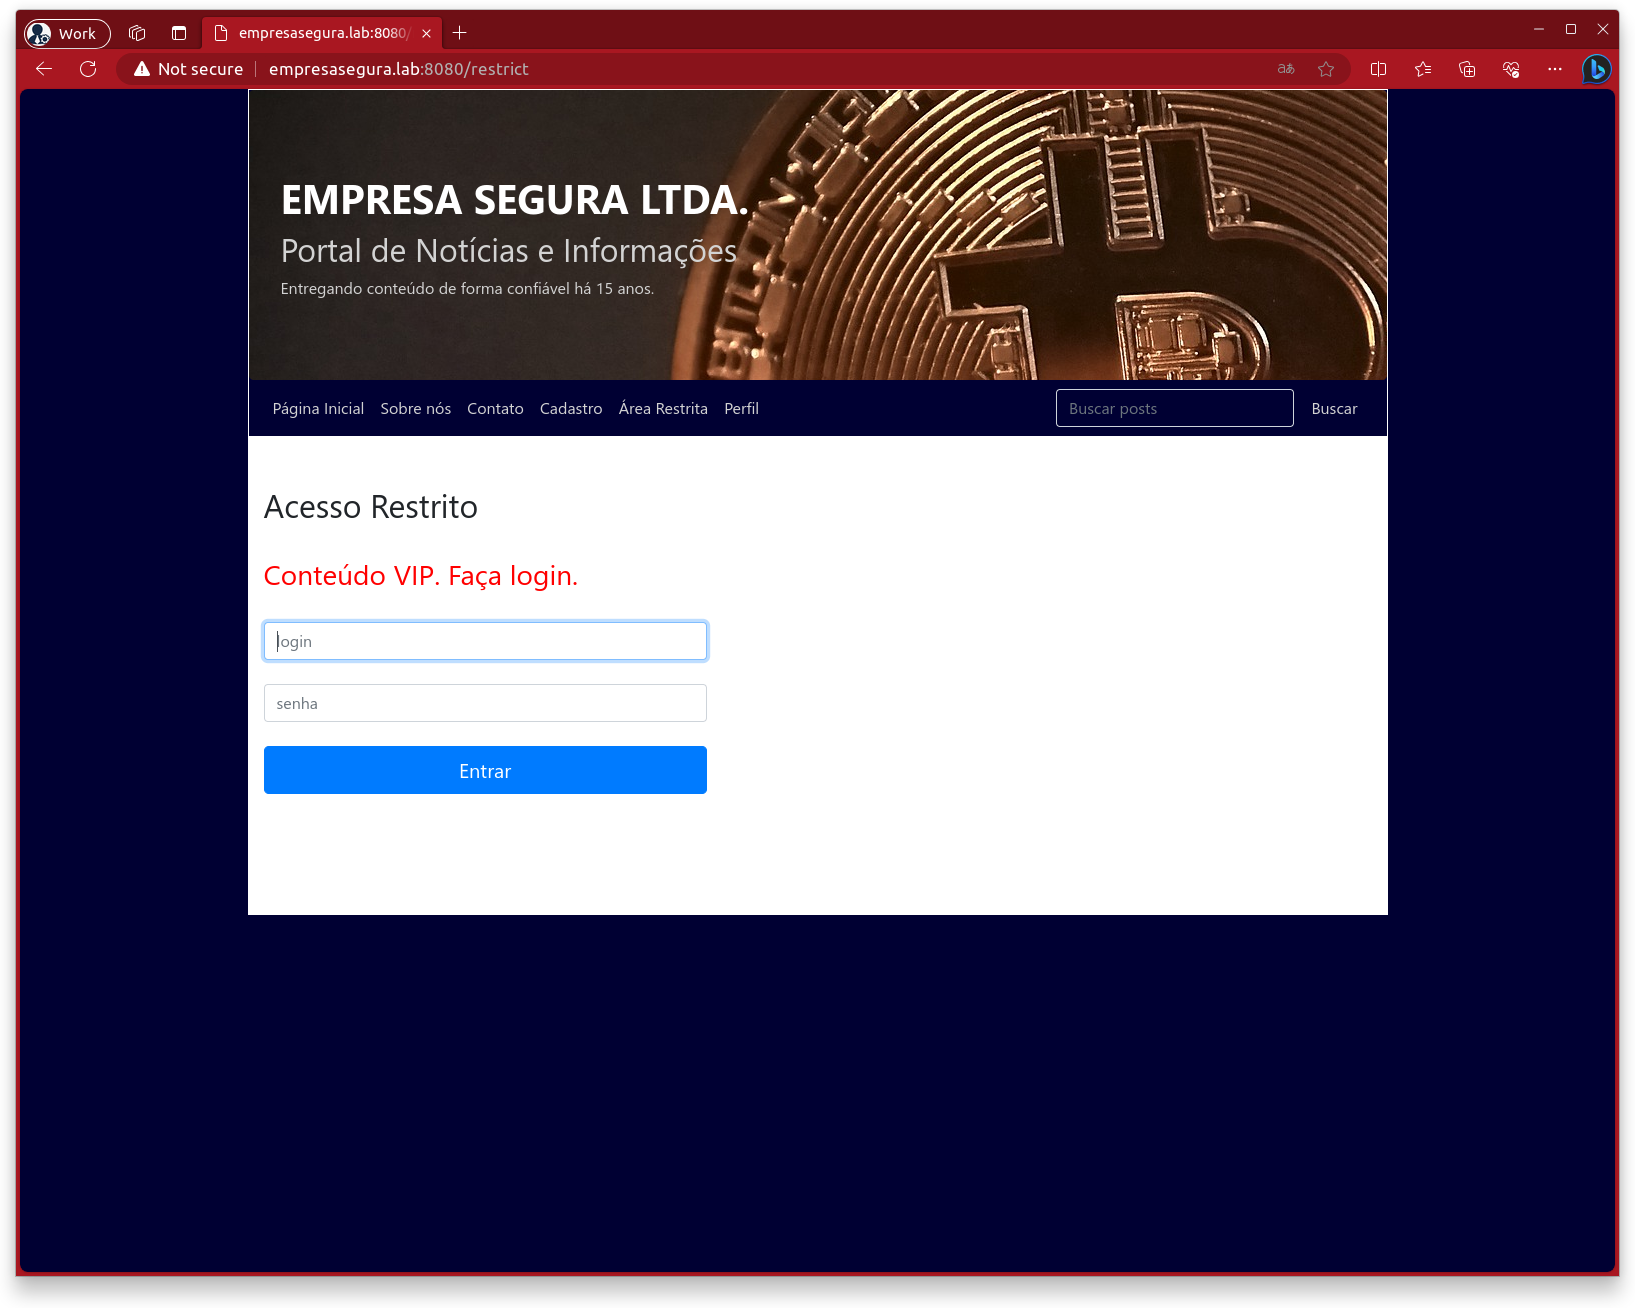 Work
empresasegura.lab:8080/
Not secure
empresasegura.lab:8080/restrict
EMPRESA SEGURA LTDA.
Portal de Notícias e Informações
Entregando conteúdo de forma confiável há 15 anos.
Página Inicial Sobre nós Contato Cadastro Área Restrita Perfil Buscar posts Buscar
Acesso Restrito
Conteúdo VIP. Faça login.
login
senha
Entrar